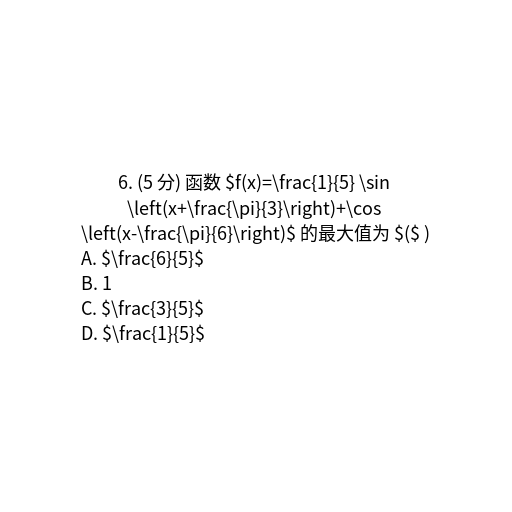 6. (5 分) 函数 $f(x)=\frac{1}{5} \sin
\left(x+\frac{\pi}{3}\right)+\cos
\left(x-\frac{\pi}{6}\right)$ 的最大值为 $($ )
A. $\frac{6}{5}$
B. 1
C. $\frac{3}{5}$
D. $\frac{1}{5}$